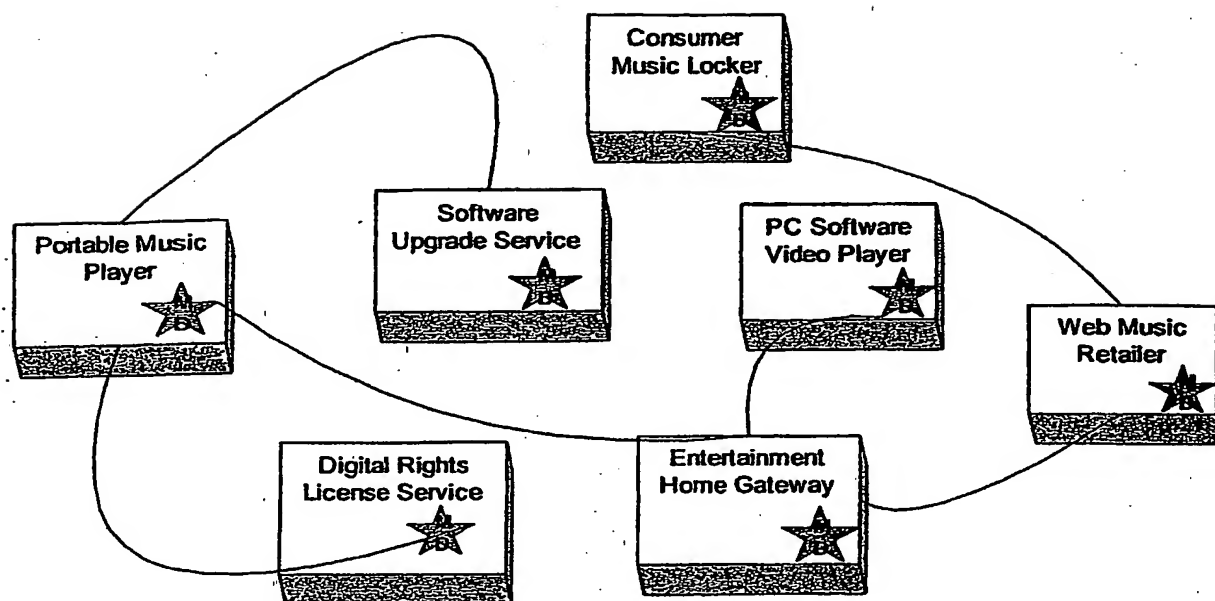 Consumer
Music Locker
Software
Upgrade Service
PC Software
Video Player
Portable Music
Player
Web Music
Retailer
Digital Rights
License Service
Entertainment
Home Gateway